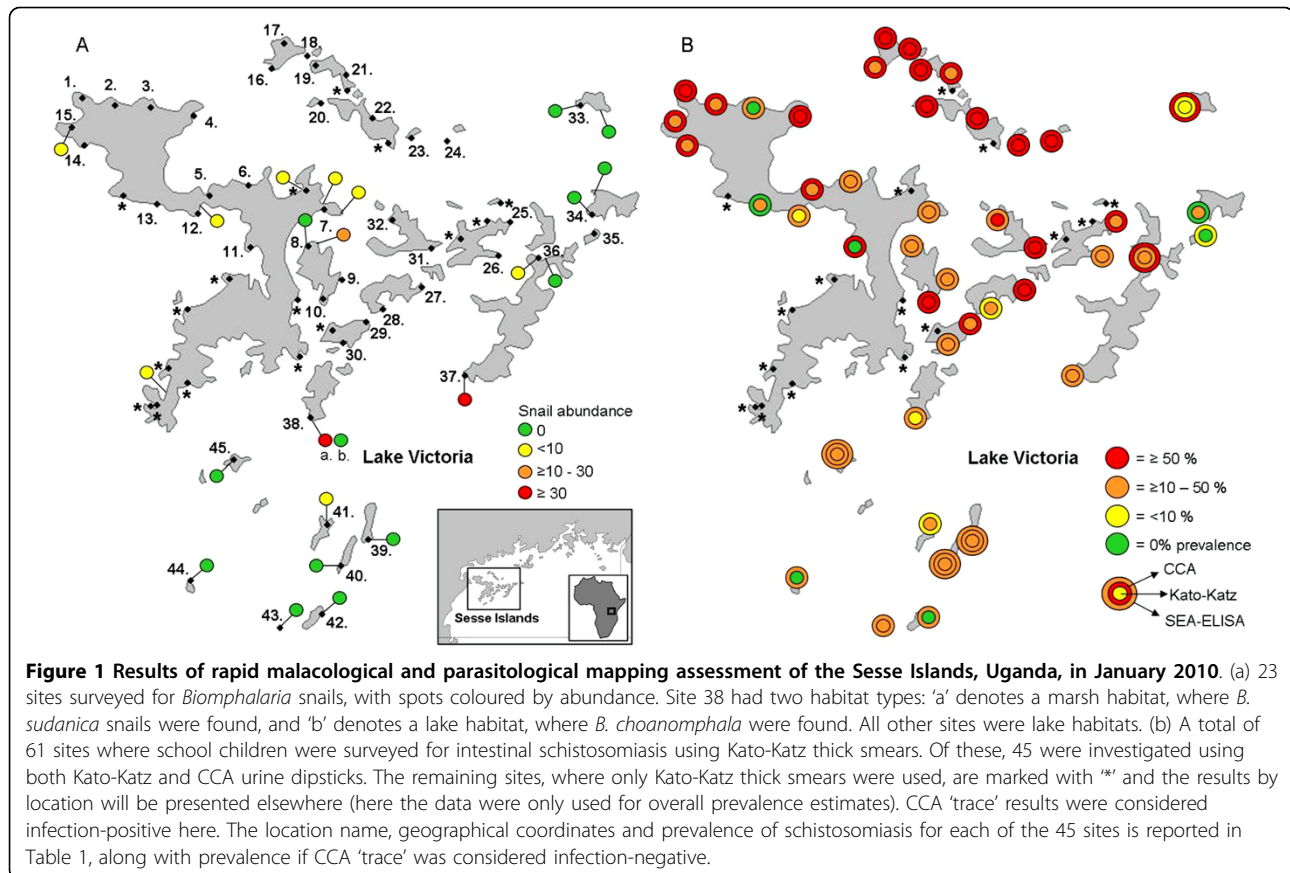 A
B
17.
18.
16.
19.
21.
1.
2.
3.
4.
*
20.
22.
33.
15.
14.
*
23.
24.
5.
6.
*
*
13.
12.
7.
34.
32.
* *
25.
*
35.
11.
8.
*
31.
26.
36.
*
9.
27.
*
10.
*
28.
*
29.
30.
*
*
*
37.
* *
38.
a. b.
Lake Victoria
Snail abundance
0
<10
≥10 - 30
≥ 30
45.
41.
39.
40.
44.
43.
42.
Sesse Islands
Lake Victoria
= ≥ 50 %
= ≥10 – 50 %
= <10 %
= 0% prevalence
CCA
Kato-Katz
SEA-ELISA
Figure 1 Results of rapid malacological and parasitological mapping assessment of the Sesse Islands, Uganda, in January 2010. (a) 23
sites surveyed for Biomphalaria snails, with spots coloured by abundance. Site 38 had two habitat types: ‘a’ denotes a marsh habitat, where B.
sudanica snails were found, and ‘b’ denotes a lake habitat, where B. choanomphala were found. All other sites were lake habitats. (b) A total of
61 sites where school children were surveyed for intestinal schistosomiasis using Kato-Katz thick smears. Of these, 45 were investigated using
both Kato-Katz and CCA urine dipsticks. The remaining sites, where only Kato-Katz thick smears were used, are marked with ‘*’ and the results by
location will be presented elsewhere (here the data were only used for overall prevalence estimates). CCA ‘trace’ results were considered
infection-positive here. The location name, geographical coordinates and prevalence of schistosomiasis for each of the 45 sites is reported in
Table 1, along with prevalence if CCA ‘trace’ was considered infection-negative.